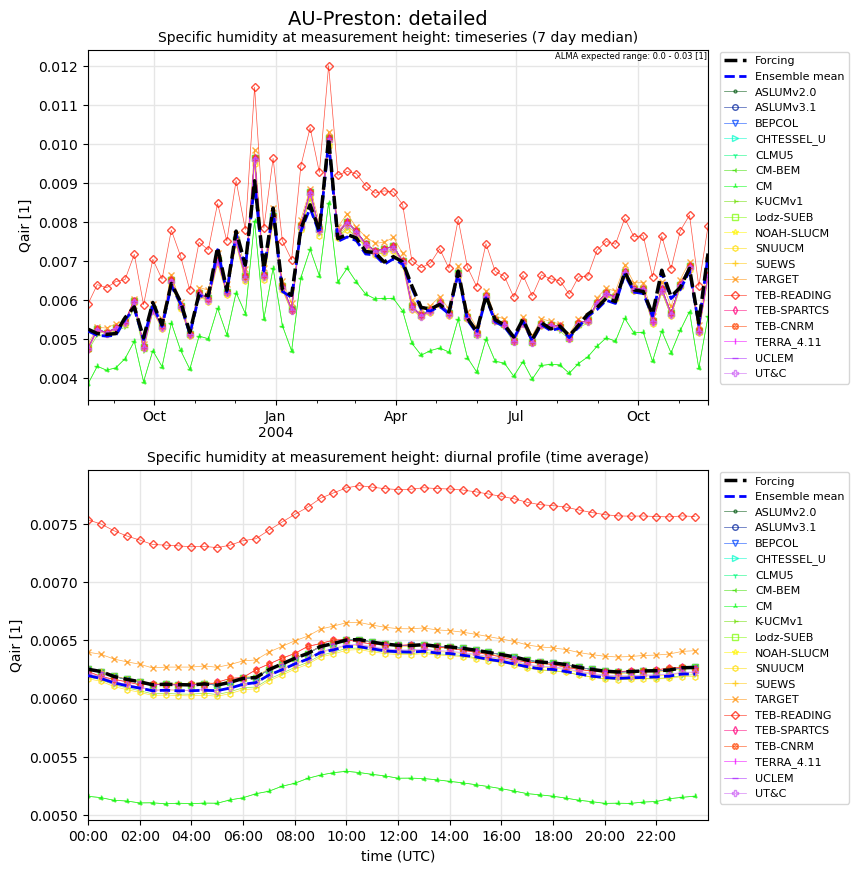 AU-Preston: detailed
Specific humidity at measurement height: timeseries (7 day median)
ALMA expected range: 0.0 - 0.03 [1]
0.012
0.011
0.010
0.009
0.008
0.007
0.006
0.005
0.004
Qair [1]
Oct
Jan
2004
Apr
Jul
Oct
Forcing
Ensemble mean
ASLUMv2.0
ASLUMv3.1
BEPCOL
CHTESSEL_U
CLMU5
CM-BEM
CM
K-UCMv1
Lodz-SUEB
NOAH-SLUCM
SNUUCM
SUEWS
TARGET
TEB-READING
TEB-SPARTCS
TEB-CNRM
TERRA_4.11
UCLEM
UT&C
Specific humidity at measurement height: diurnal profile (time average)
0.0075
0.0070
0.0065
0.0060
0.0055
0.0050
Qair [1]
00:00 02:00 04:00 06:00 08:00 10:00 12:00 14:00 16:00 18:00 20:00 22:00
time (UTC)
Forcing
Ensemble mean
ASLUMv2.0
ASLUMv3.1
BEPCOL
CHTESSEL_U
CLMU5
CM-BEM
CM
K-UCMv1
Lodz-SUEB
NOAH-SLUCM
SNUUCM
SUEWS
TARGET
TEB-READING
TEB-SPARTCS
TEB-CNRM
TERRA_4.11
UCLEM
UT&C